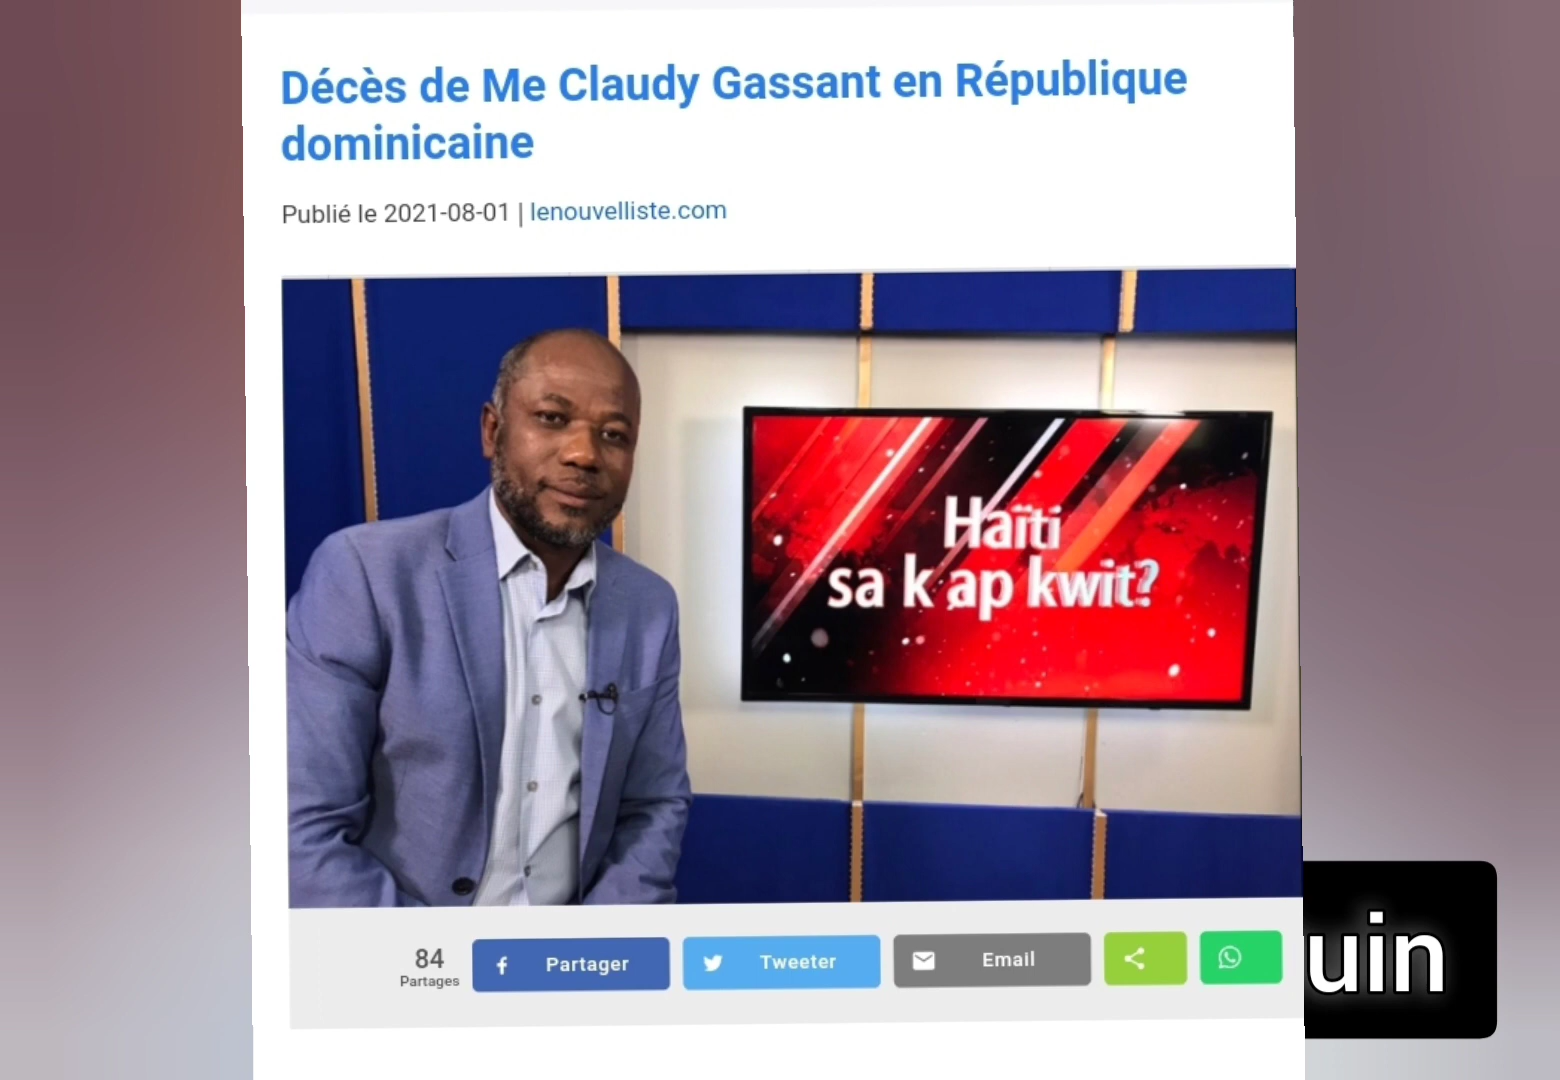 Décès de Me Claudy Gassant en République
dominicaine
Publié le 2021-08-01 | lenouvelliste.com
Haïti
sa k ap kwit?
84
Partages
Partager
Tweeter
Email
uin